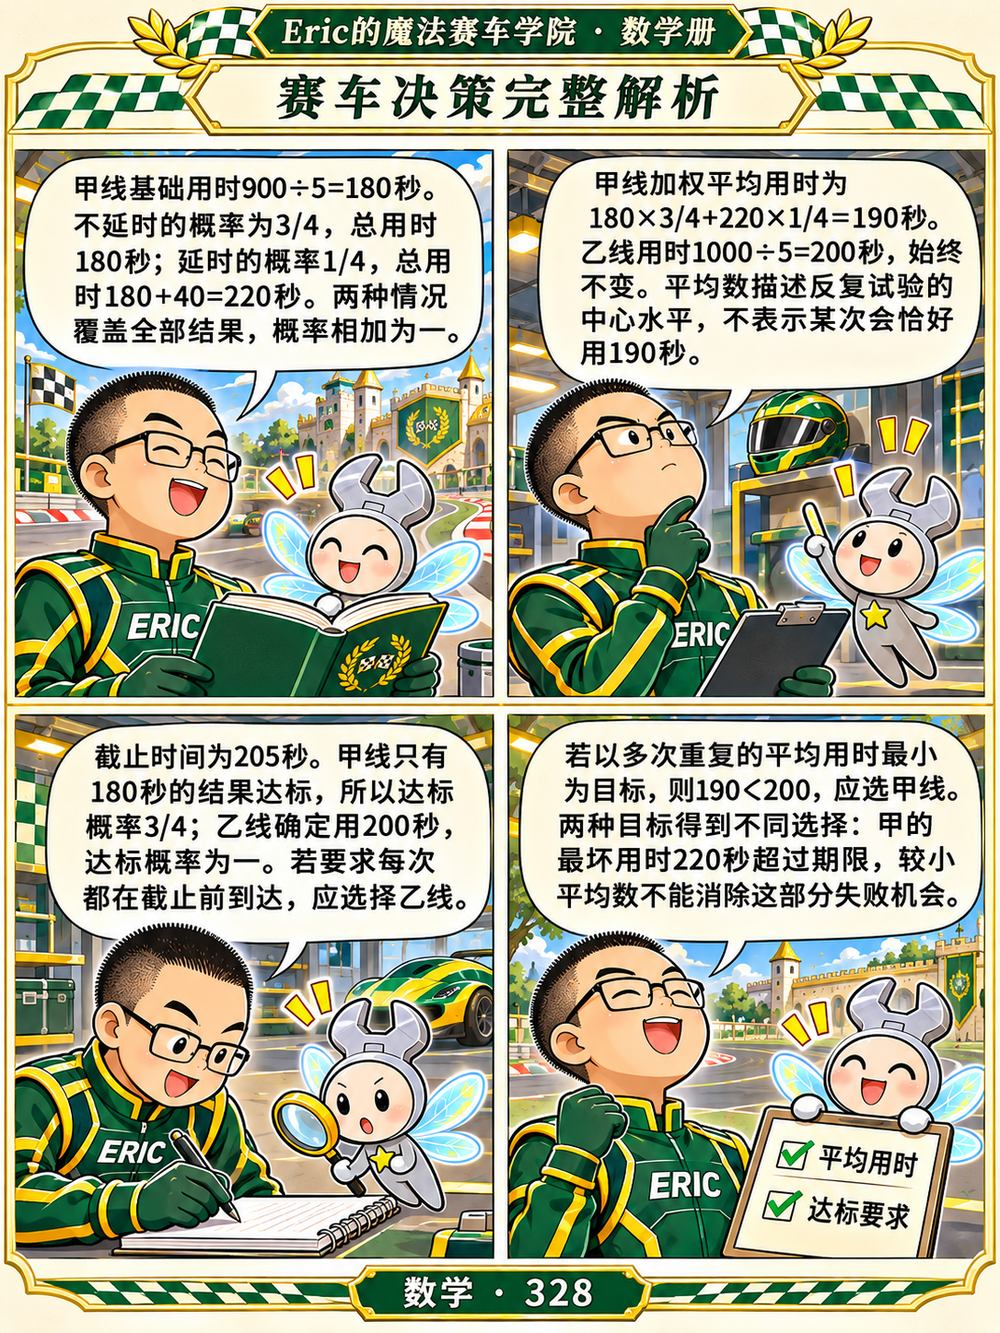 Eric的魔法赛车学院 · 数学册
赛车决策完整解析
甲线基础用时900÷5=180秒。
不延时的概率为3/4，总用时
180秒；延时的概率1/4，总用
时180+40=220秒。两种情况
覆盖全部结果，概率相加为一。
ERIC
甲线加权平均用时为
180×3/4+220×1/4=190秒。
乙线用时1000÷5=200秒，始终
不变。平均数描述反复试验的
中心水平，不表示某次会恰好
用190秒。
ERIC
截止时间为205秒。甲线只有
180秒的结果达标，所以达标
概率3/4；乙线确定用200秒，
达标概率为一。若要求每次
都在截止前到达，应选择乙线。
ERIC
若以多次重复的平均用时最小
为目标，则190<200，应选甲线。
两种目标得到不同选择：甲的
最坏用时220秒超过期限，较小
平均数不能消除这部分失败机会。
ERIC
平均用时
达标要求
数学 · 328